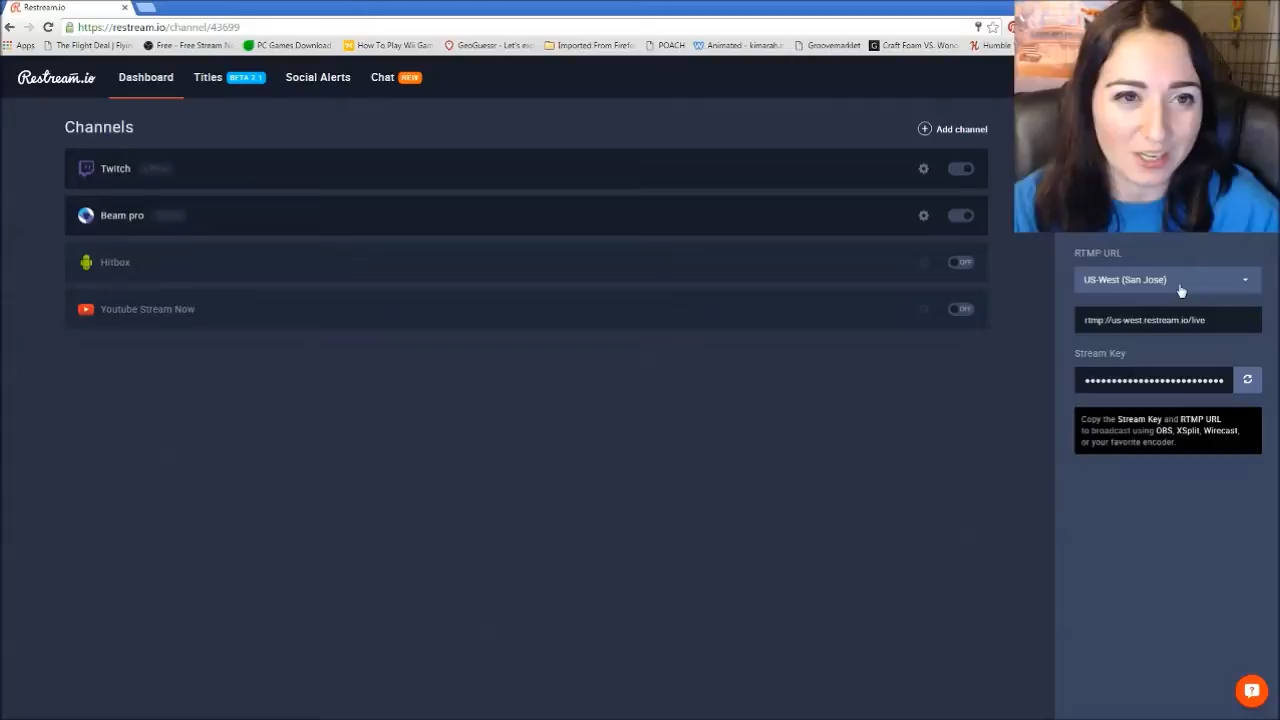 Restream.io
https://restream.io/channel/43699
Apps The Flight Deal | Flyin Free - Free Stream N PC Games Download How To Play Wii Gam GeoGuessr - Let's ex Imported From Firef POACH Animated - kimarah Groovemarket Craft Foam VS. Won Humble
Restream.io Dashboard Titles BETA 2.1 Social Alerts Chat NEW
Channels
Add channel
Twitch
Beam pro
Hitbox OFF
Youtube Stream Now OFF
RTMP URL
US-West (San Jose)
rtmp://us-west.restream.io/live
Stream Key
Copy the Stream Key and RTMP URL
to broadcast using OBS, XSplit, Wirecast,
or your favorite encoder.